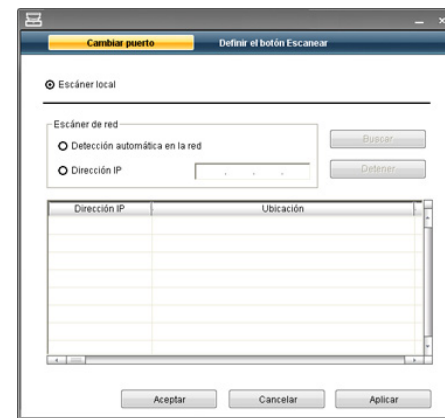 Cambiar puerto Definir el botón Escanear
Escáner local
Escáner de red
Detección automática en la red
Buscar
Dirección IP
Detener
Dirección IP Ubicación
Aceptar Cancelar Aplicar